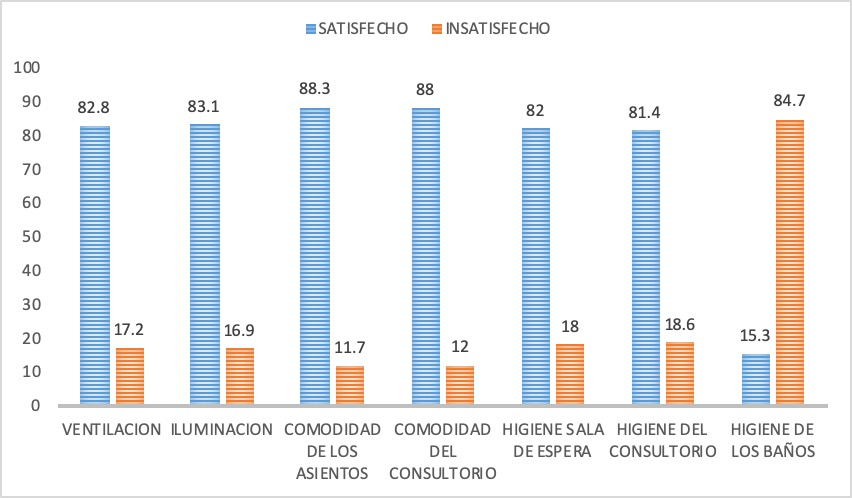 SATISFECHO INSATISFECHO
100
90
80
70
60
50
40
30
20
10
0
82.8 17.2
83.1 16.9
88.3 11.7
88 12
82 18
81.4 18.6
15.3 84.7
VENTILACION
ILUMINACION
COMODIDAD
DE LOS
ASIENTOS
COMODIDAD
DEL
CONSULTORIO
HIGIENE SALA
DE ESPERA
HIGIENE DEL
CONSULTORIO
HIGIENE DE
LOS BAÑOS